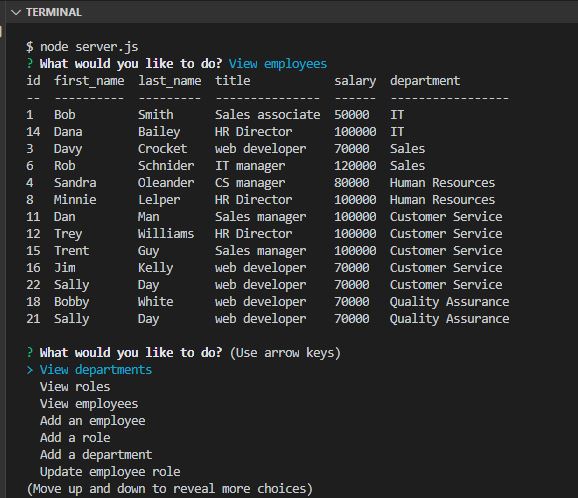 TERMINAL
$ node server.js
? What would you like to do? View employees
id  first_name  last_name  title            salary  department
--  ----------  ---------  ---------------  ------  -----------------
1   Bob         Smith      Sales associate  50000   IT
14  Dana        Bailey     HR Director      100000  IT
3   Davy        Crocket    web developer    70000   Sales
6   Rob         Schnider   IT manager       120000  Sales
4   Sandra      Oleander   CS manager       80000   Human Resources
8   Minnie      Lelper     HR Director      100000  Human Resources
11  Dan         Man        Sales manager    100000  Customer Service
12  Trey        Williams   HR Director      100000  Customer Service
15  Trent       Guy        Sales manager    100000  Customer Service
16  Jim         Kelly      web developer    70000   Customer Service
22  Sally       Day        web developer    70000   Customer Service
18  Bobby       White      web developer    70000   Quality Assurance
21  Sally       Day        web developer    70000   Quality Assurance
? What would you like to do? (Use arrow keys)
> View departments
  View roles
  View employees
  Add an employee
  Add a role
  Add a department
  Update employee role
(Move up and down to reveal more choices)